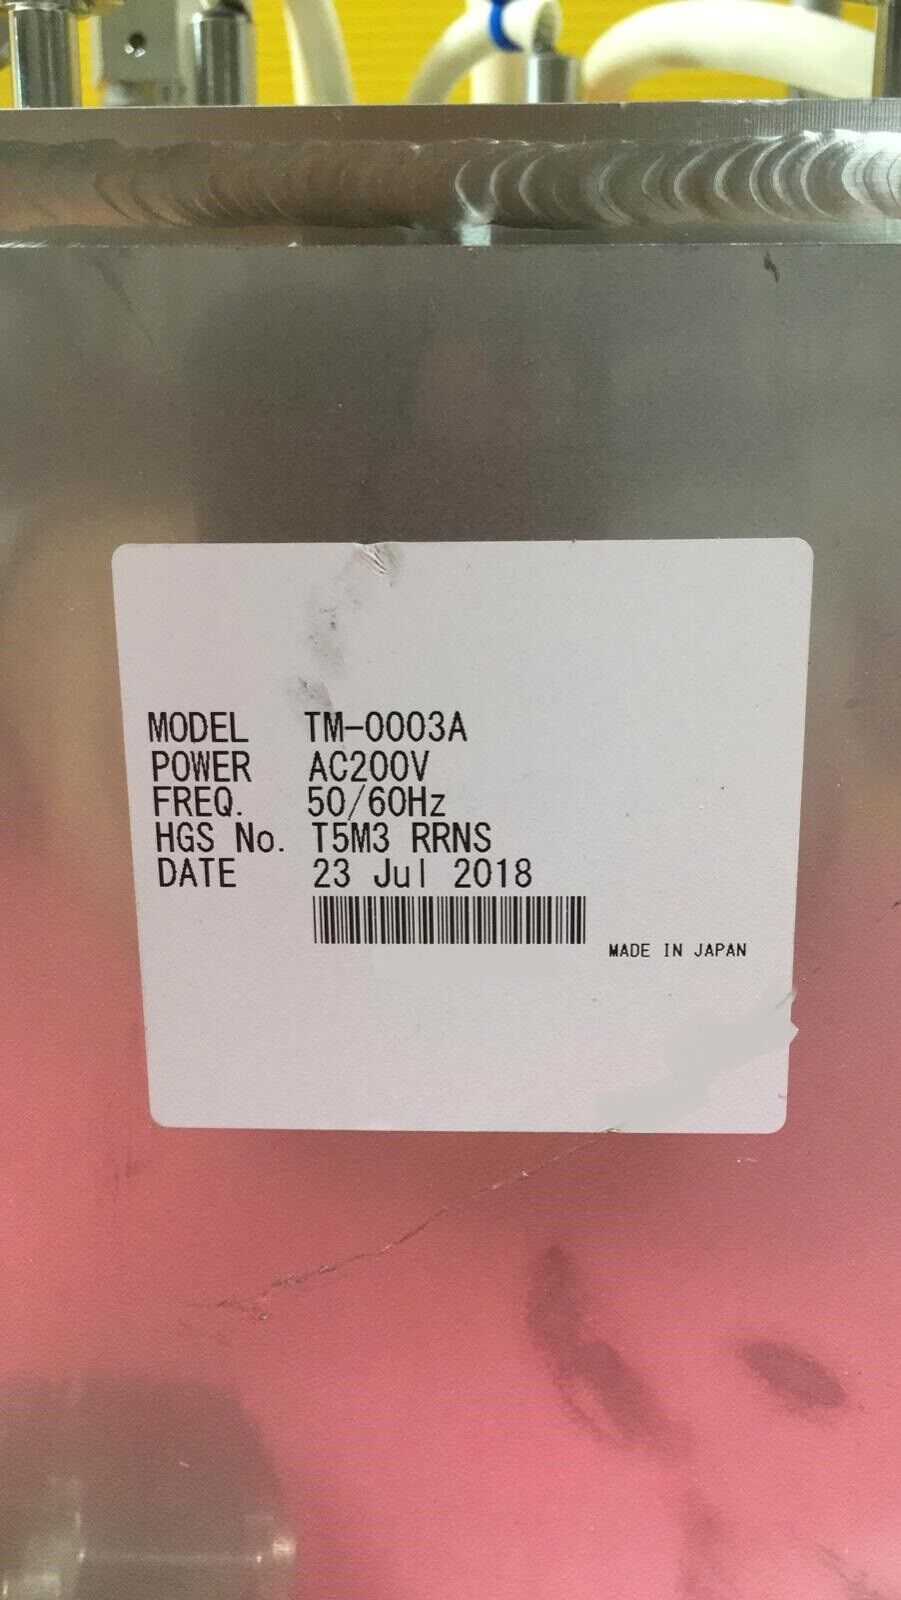 MODEL TM-0003A
POWER AC200V
FREQ. 50/60Hz
HGS No. T5M3 RRNS
DATE 23 Jul 2018
MADE IN JAPAN